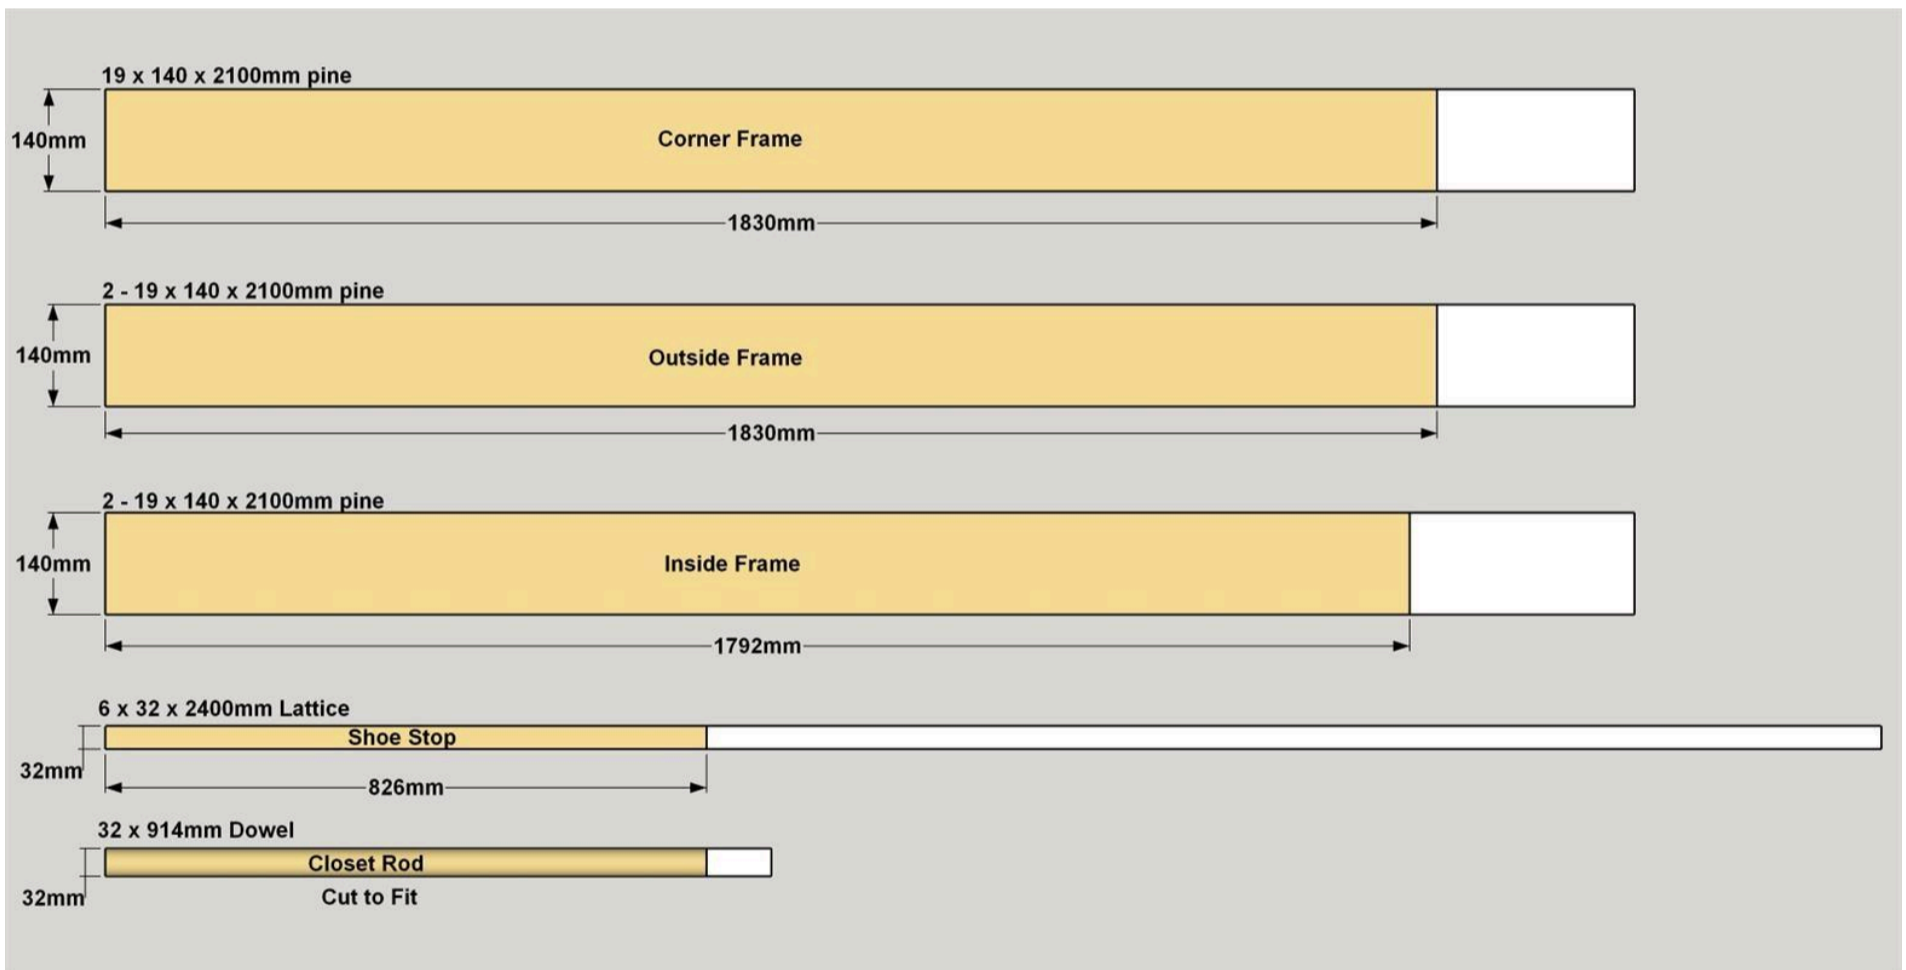 19 x 140 x 2100mm pine
140mm
Corner Frame
1830mm
2 - 19 x 140 x 2100mm pine
140mm
Outside Frame
1830mm
2 - 19 x 140 x 2100mm pine
140mm
Inside Frame
1792mm
6 x 32 x 2400mm Lattice
Shoe Stop
32mm
826mm
32 x 914mm Dowel
Closet Rod
32mm
Cut to Fit